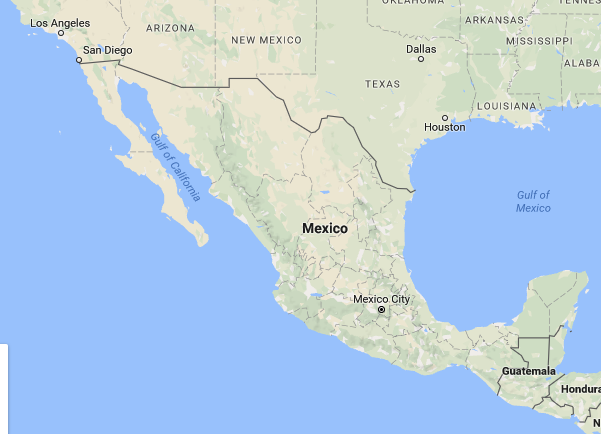 OKLAHOMA
TENNES
Los Angeles
ARIZONA
ARKANSAS
San Diego
NEW MEXICO
Dallas
MISSISSIPPI
ALABA
TEXAS
LOUISIANA
Houston
Gulf of California
Gulf of
Mexico
Mexico
Mexico City
Guatemala
Hondura
N